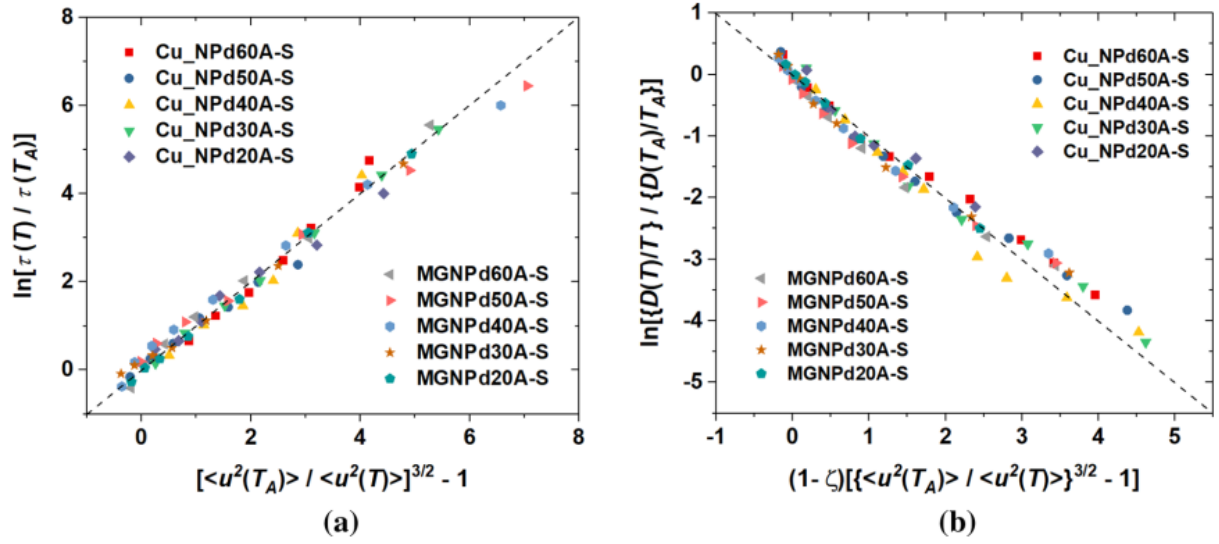 8
6
4
2
0
ln[τ(T) / τ(T_A)]
Cu_NPd60A-S
Cu_NPd50A-S
Cu_NPd40A-S
Cu_NPd30A-S
Cu_NPd20A-S
MGNPd60A-S
MGNPd50A-S
MGNPd40A-S
MGNPd30A-S
MGNPd20A-S
0 2 4 6 8
[<u²(T_A)> / <u²(T)>]^{3/2} - 1
(a)
1
0
-1
-2
-3
-4
-5
ln[{D(T)/T} / {D(T_A)/T_A}]
Cu_NPd60A-S
Cu_NPd50A-S
Cu_NPd40A-S
Cu_NPd30A-S
Cu_NPd20A-S
MGNPd60A-S
MGNPd50A-S
MGNPd40A-S
MGNPd30A-S
MGNPd20A-S
-1 0 1 2 3 4 5
(1- ζ)[{<u²(T_A)> / <u²(T)>}^{3/2} - 1]
(b)